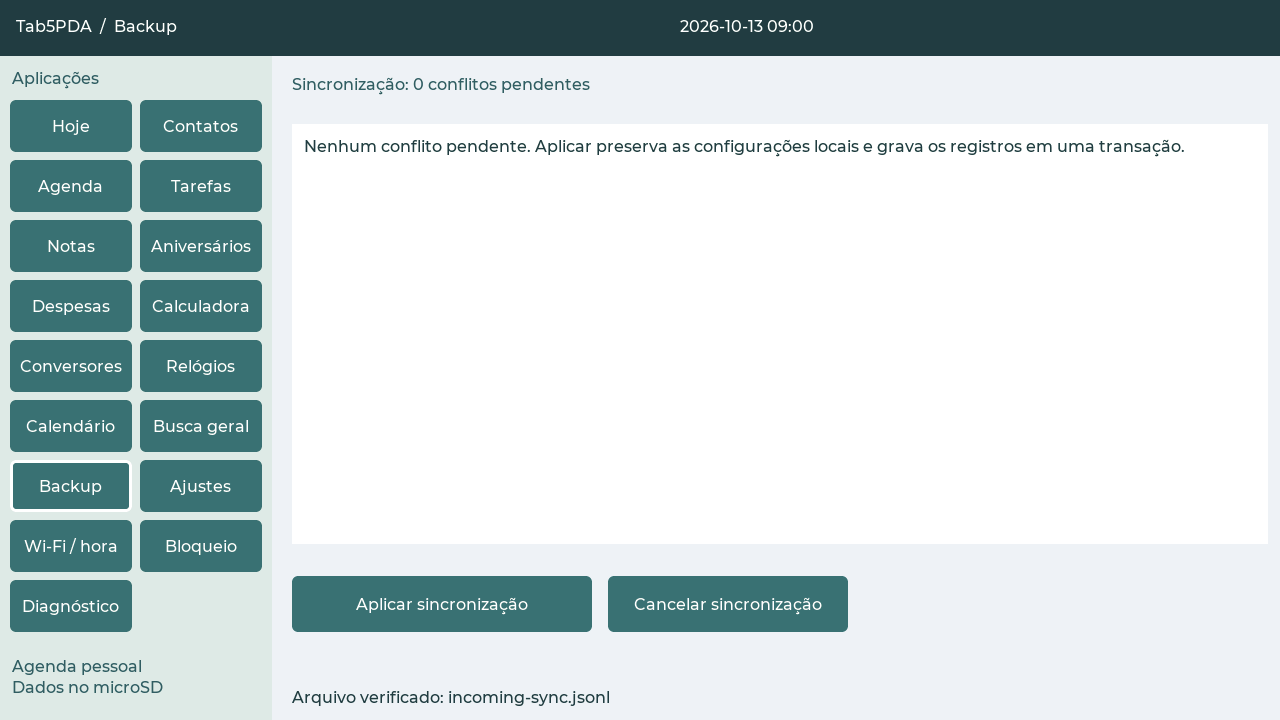 Tab5PDA / Backup
2026-10-13 09:00
Aplicações
Hoje
Contatos
Agenda
Tarefas
Notas
Aniversários
Despesas
Calculadora
Conversores
Relógios
Calendário
Busca geral
Backup
Ajustes
Wi-Fi / hora
Bloqueio
Diagnóstico
Agenda pessoal
Dados no microSD
Sincronização: 0 conflitos pendentes
Nenhum conflito pendente. Aplicar preserva as configurações locais e grava os registros em uma transação.
Aplicar sincronização
Cancelar sincronização
Arquivo verificado: incoming-sync.jsonl